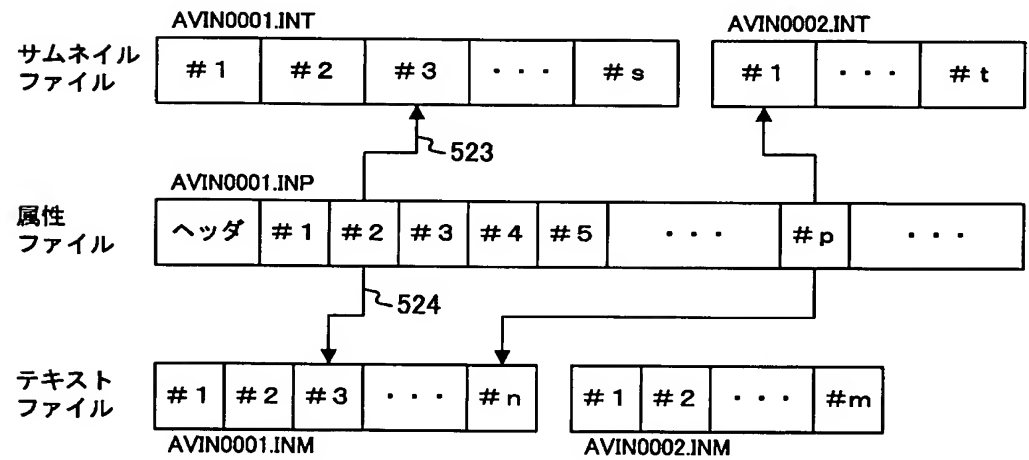 AVIN0001.INT
AVIN0002.INT
サムネイル
ファイル
#1 #2 #3 ・・・ #s
#1 ・・・ #t
523
AVIN0001.INP
属性
ファイル
ヘッダ #1 #2 #3 #4 #5 ・・・ #p ・・・
524
テキスト
ファイル
#1 #2 #3 ・・・ #n
#1 #2 ・・・ #m
AVIN0001.INM
AVIN0002.INM